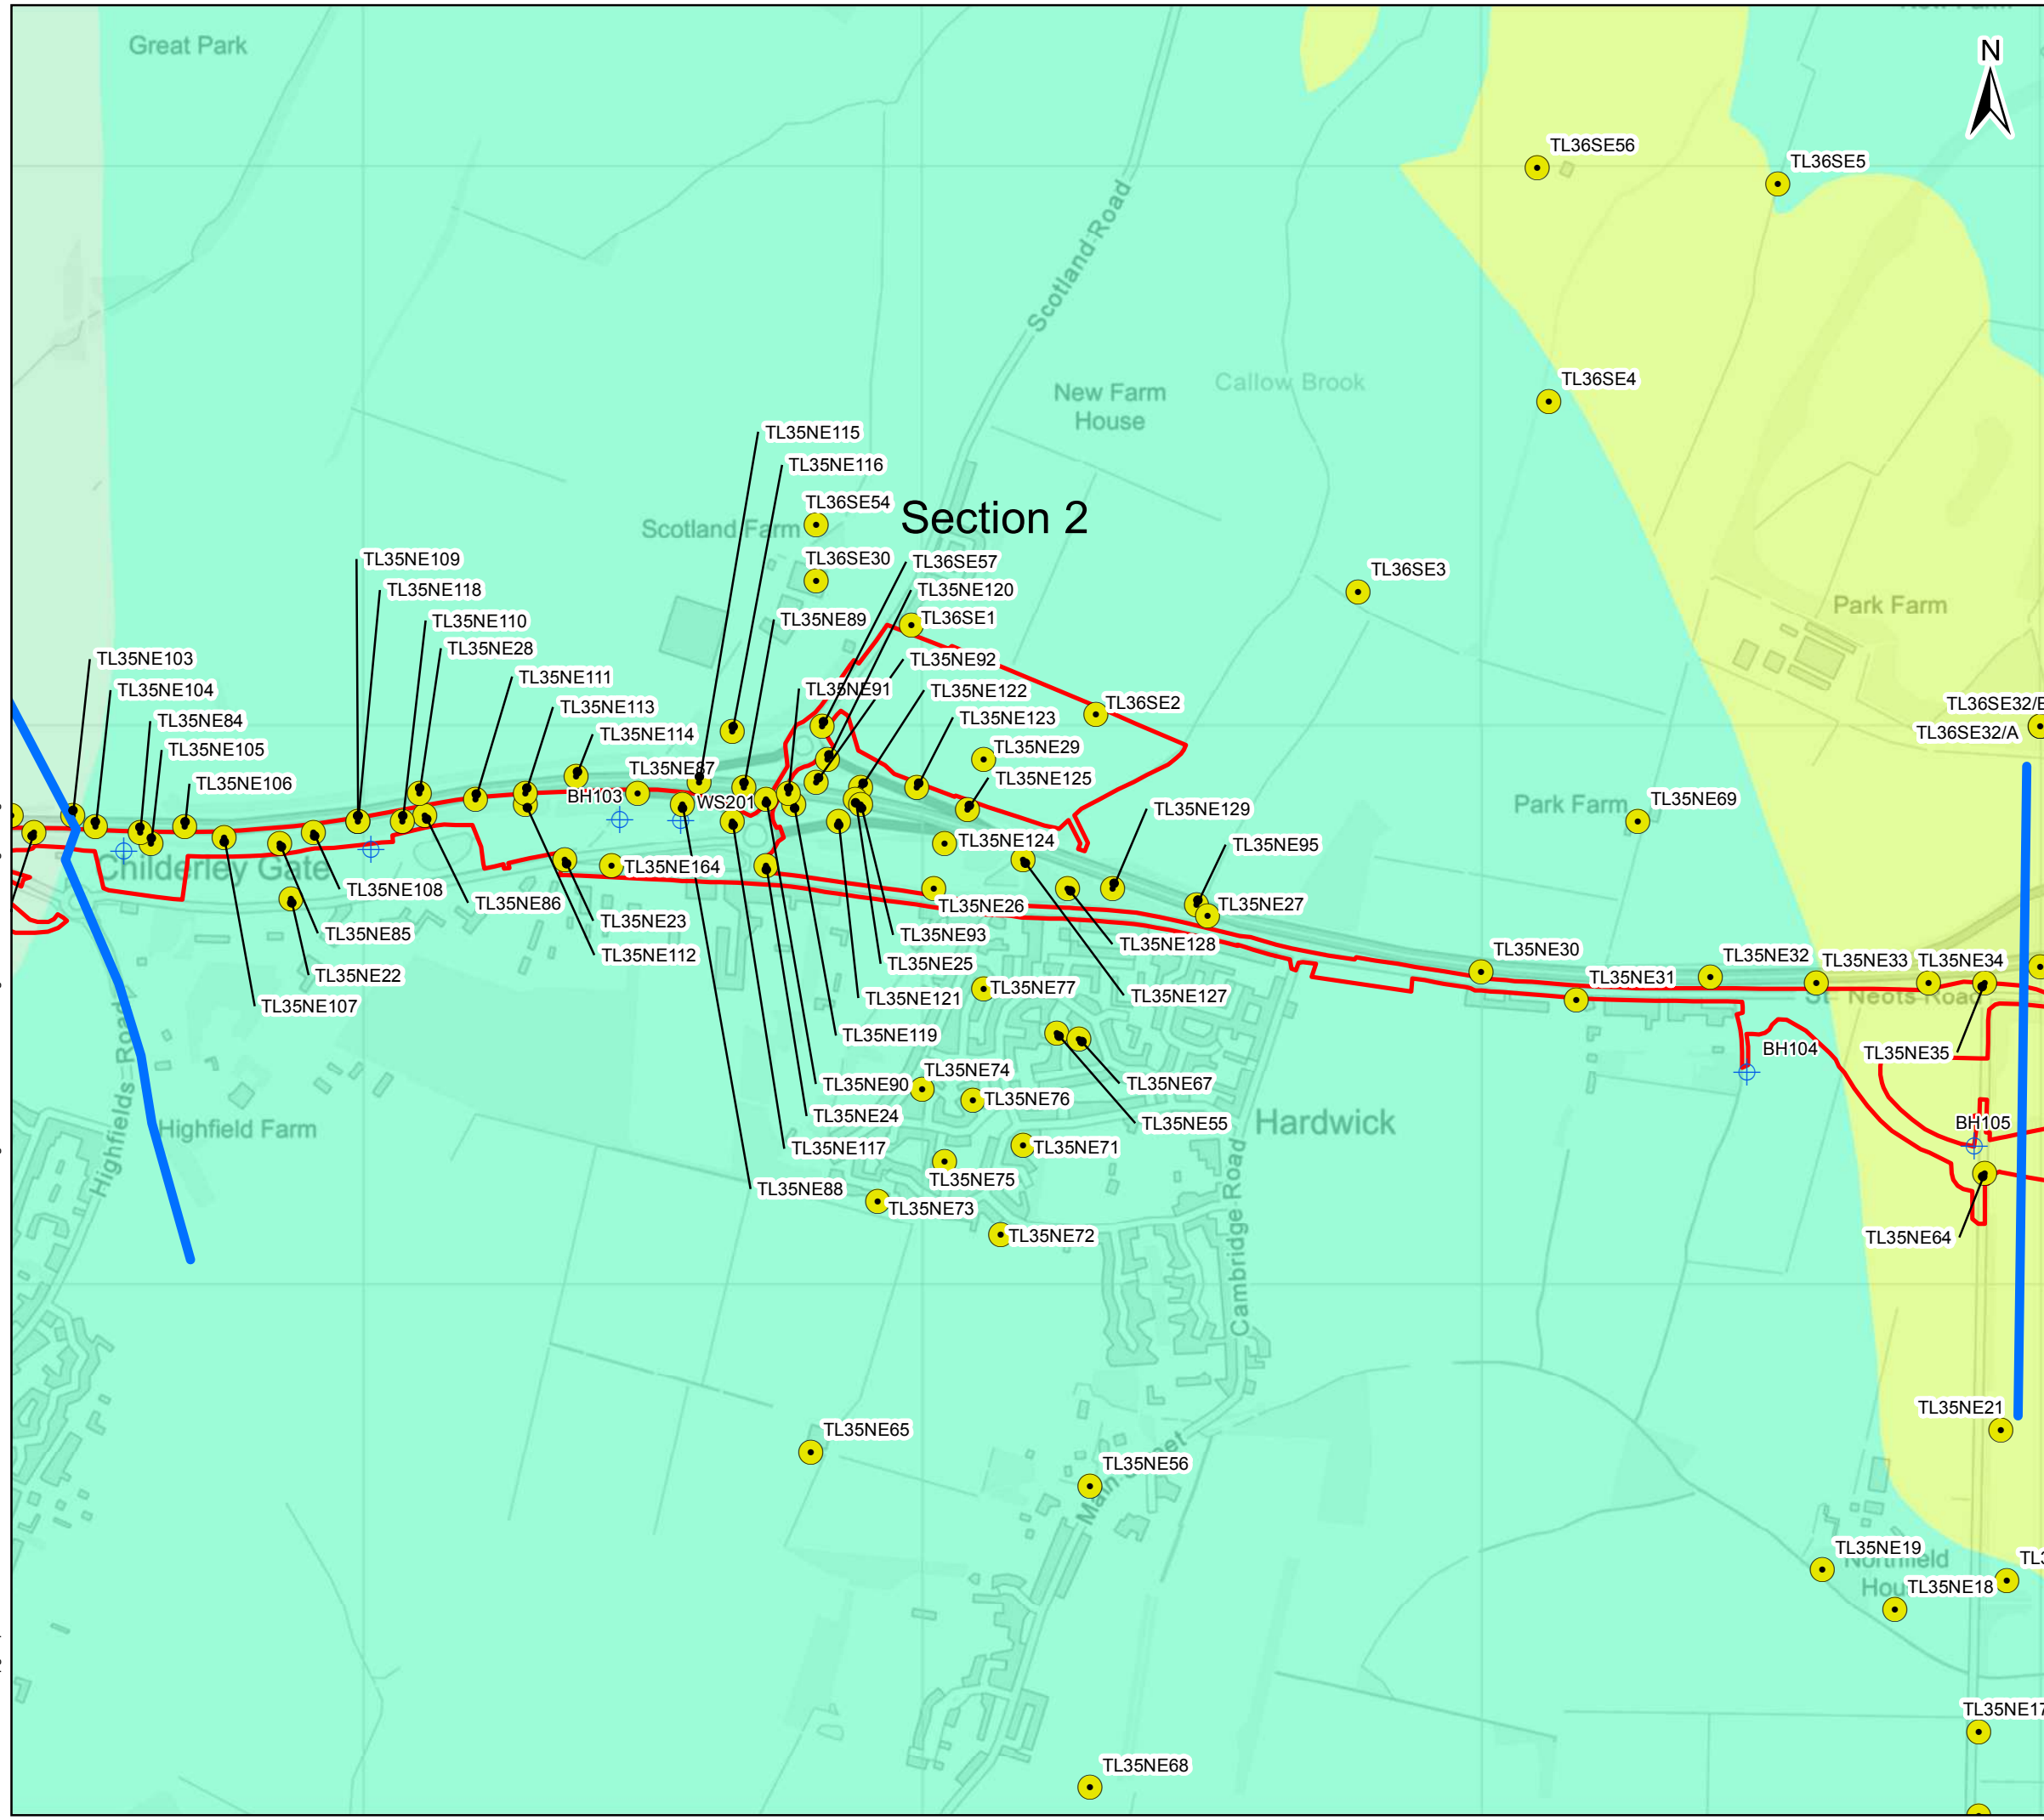 Great Park
N
TL36SE56
TL36SE5
Scotland Road
TL36SE4
New Farm
House
Callow Brook
TL35NE115
TL35NE116
TL36SE54
Section 2
Scotland Farm
TL36SE30
TL36SE57
TL36SE3
TL35NE109
TL35NE118
TL35NE120
TL35NE110
TL35NE89
TL36SE1
Park Farm
TL35NE28
TL35NE103
TL35NE111
TL35NE92
TL35NE104
TL35NE91
TL35NE122
TL35NE113
TL36SE2
TL36SE32/E
TL35NE84
TL35NE123
TL35NE114
TL36SE32/A
TL35NE105
TL35NE29
TL35NE87
TL35NE125
TL35NE106
BH103
WS201
Park Farm
TL35NE129
TL35NE69
TL35NE124
TL35NE95
Childerley Gate
TL35NE164
TL35NE108
TL35NE86
TL35NE26
TL35NE27
TL35NE23
TL35NE85
TL35NE93
TL35NE128
TL35NE112
TL35NE30
TL35NE32
TL35NE33
TL35NE34
TL35NE22
TL35NE25
TL35NE31
TL35NE107
TL35NE121
TL35NE77
TL35NE127
St Neots Road
TL35NE119
BH104
TL35NE35
TL35NE74
TL35NE90
TL35NE67
TL35NE76
TL35NE24
TL35NE55
Hardwick
BH105
Highfields Road
Highfield Farm
TL35NE117
TL35NE71
TL35NE75
TL35NE88
TL35NE73
TL35NE72
TL35NE64
Cambridge Road
TL35NE21
TL35NE65
TL35NE56
Main Street
TL35NE19
Northfield
TL35NE18
TL35NE17
TL35NE68